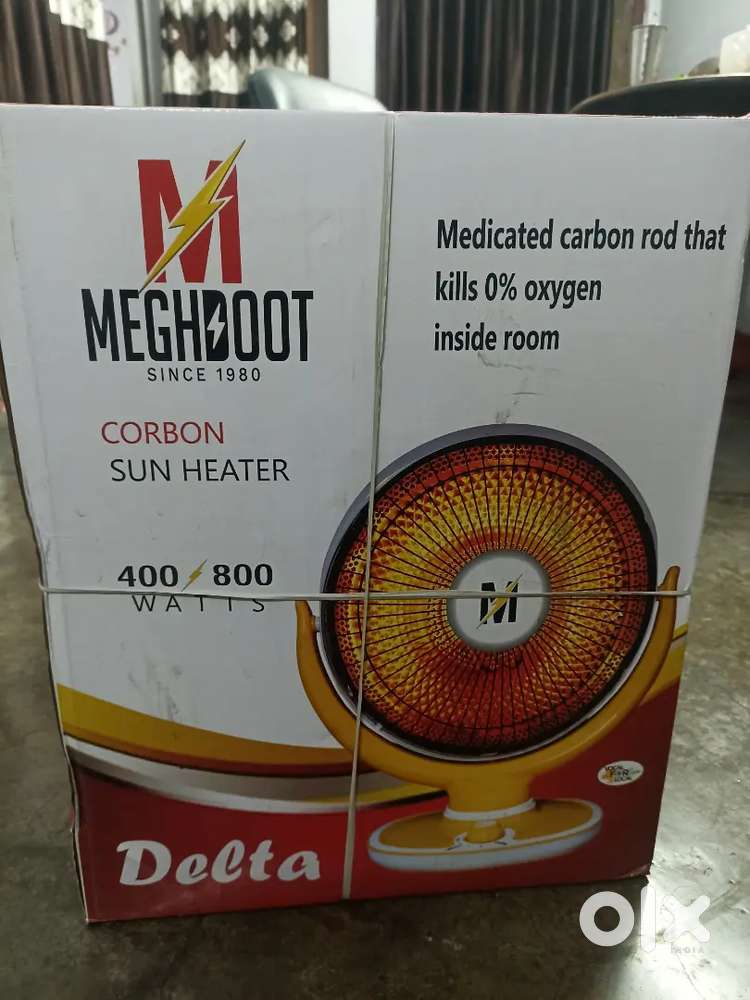 M
MEGHDOOT
SINCE 1980
CORBON
SUN HEATER
400 800
WATTS
Medicated carbon rod that
kills 0% oxygen
inside room
M
Delta
olx
INDIA